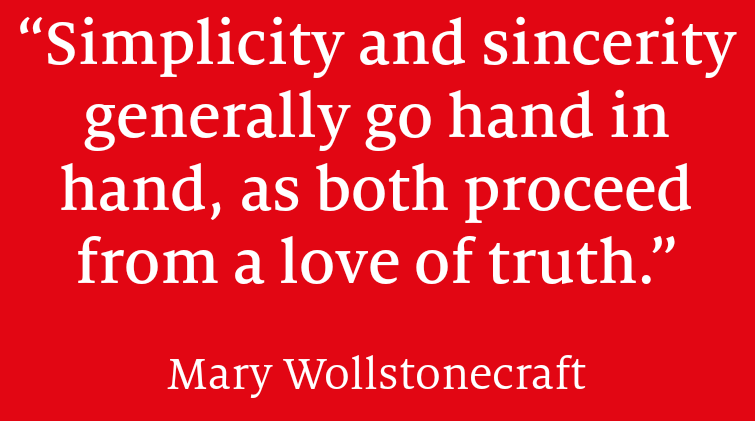 “Simplicity and sincerity
generally go hand in
hand, as both proceed
from a love of truth.”
Mary Wollstonecraft